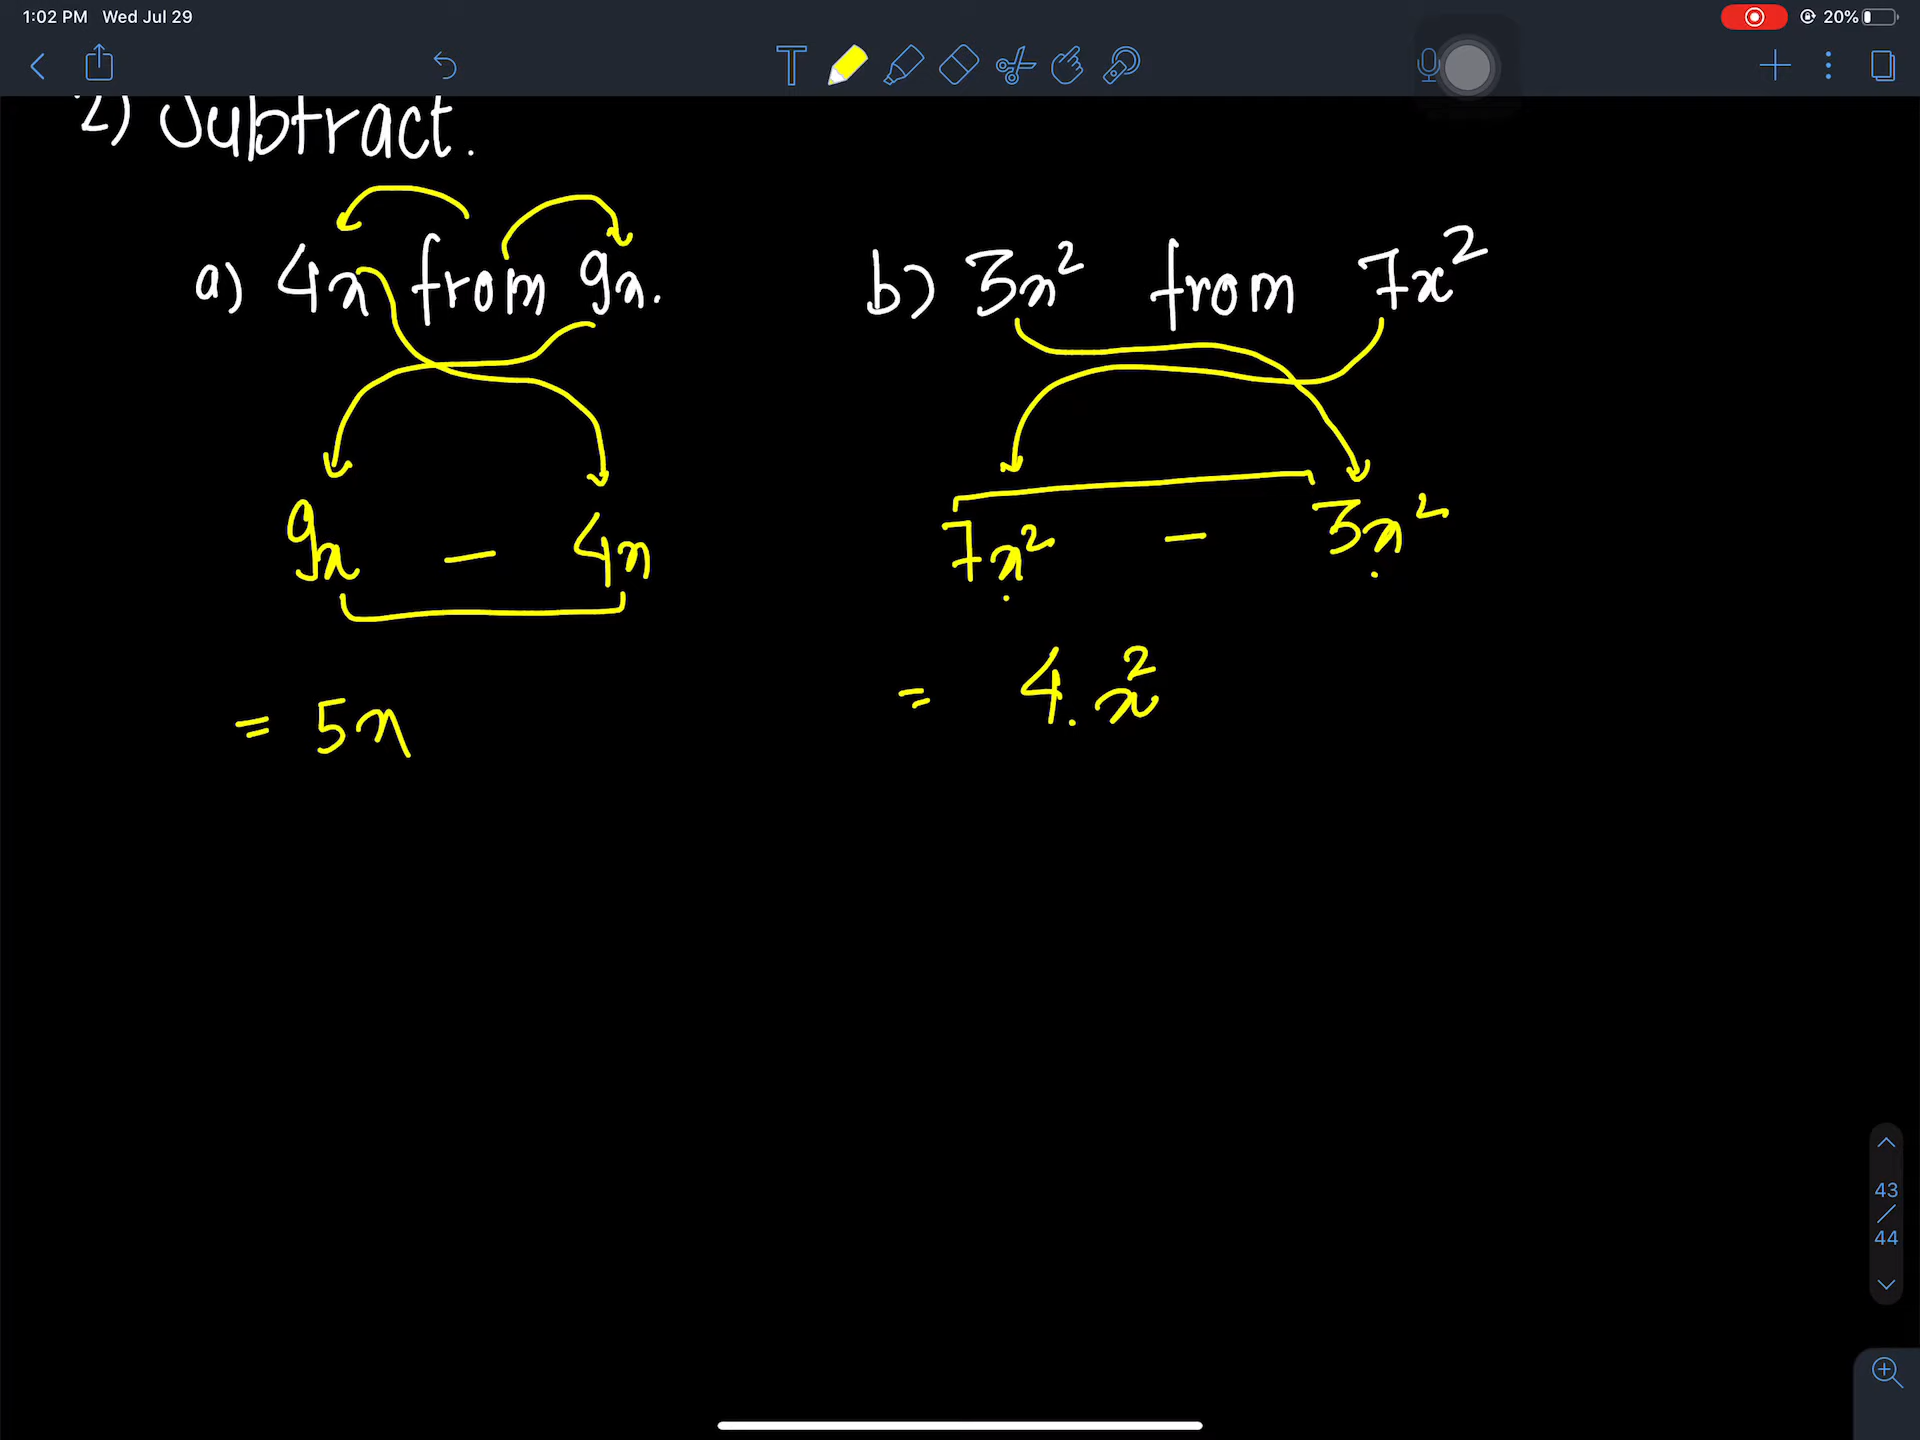 1:02 PM Wed Jul 29
20%
2) Subtract.
a) 4x from 9x.
b) 3x² from 7x²
9x − 4x
7x² − 3x²
= 5x
= 4.x²
43
/
44